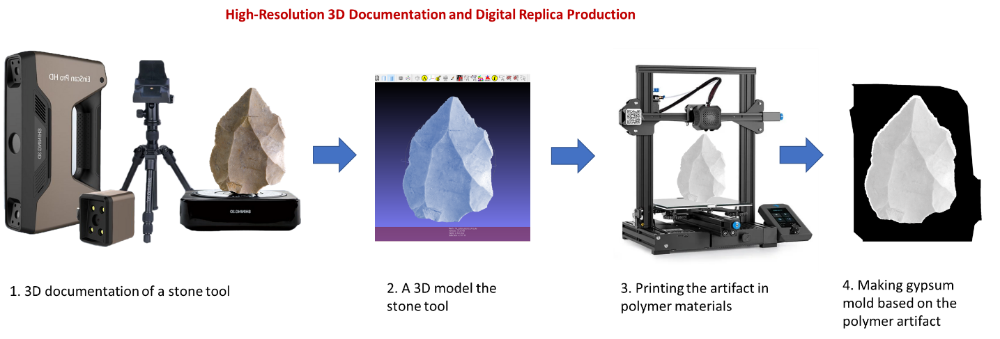 High-Resolution 3D Documentation and Digital Replica Production
EinScan Pro HD
SHINING 3D
SHINING 3D
1. 3D documentation of a stone tool
2. A 3D model the
stone tool
3. Printing the artifact in
polymer materials
4. Making gypsum
mold based on the
polymer artifact